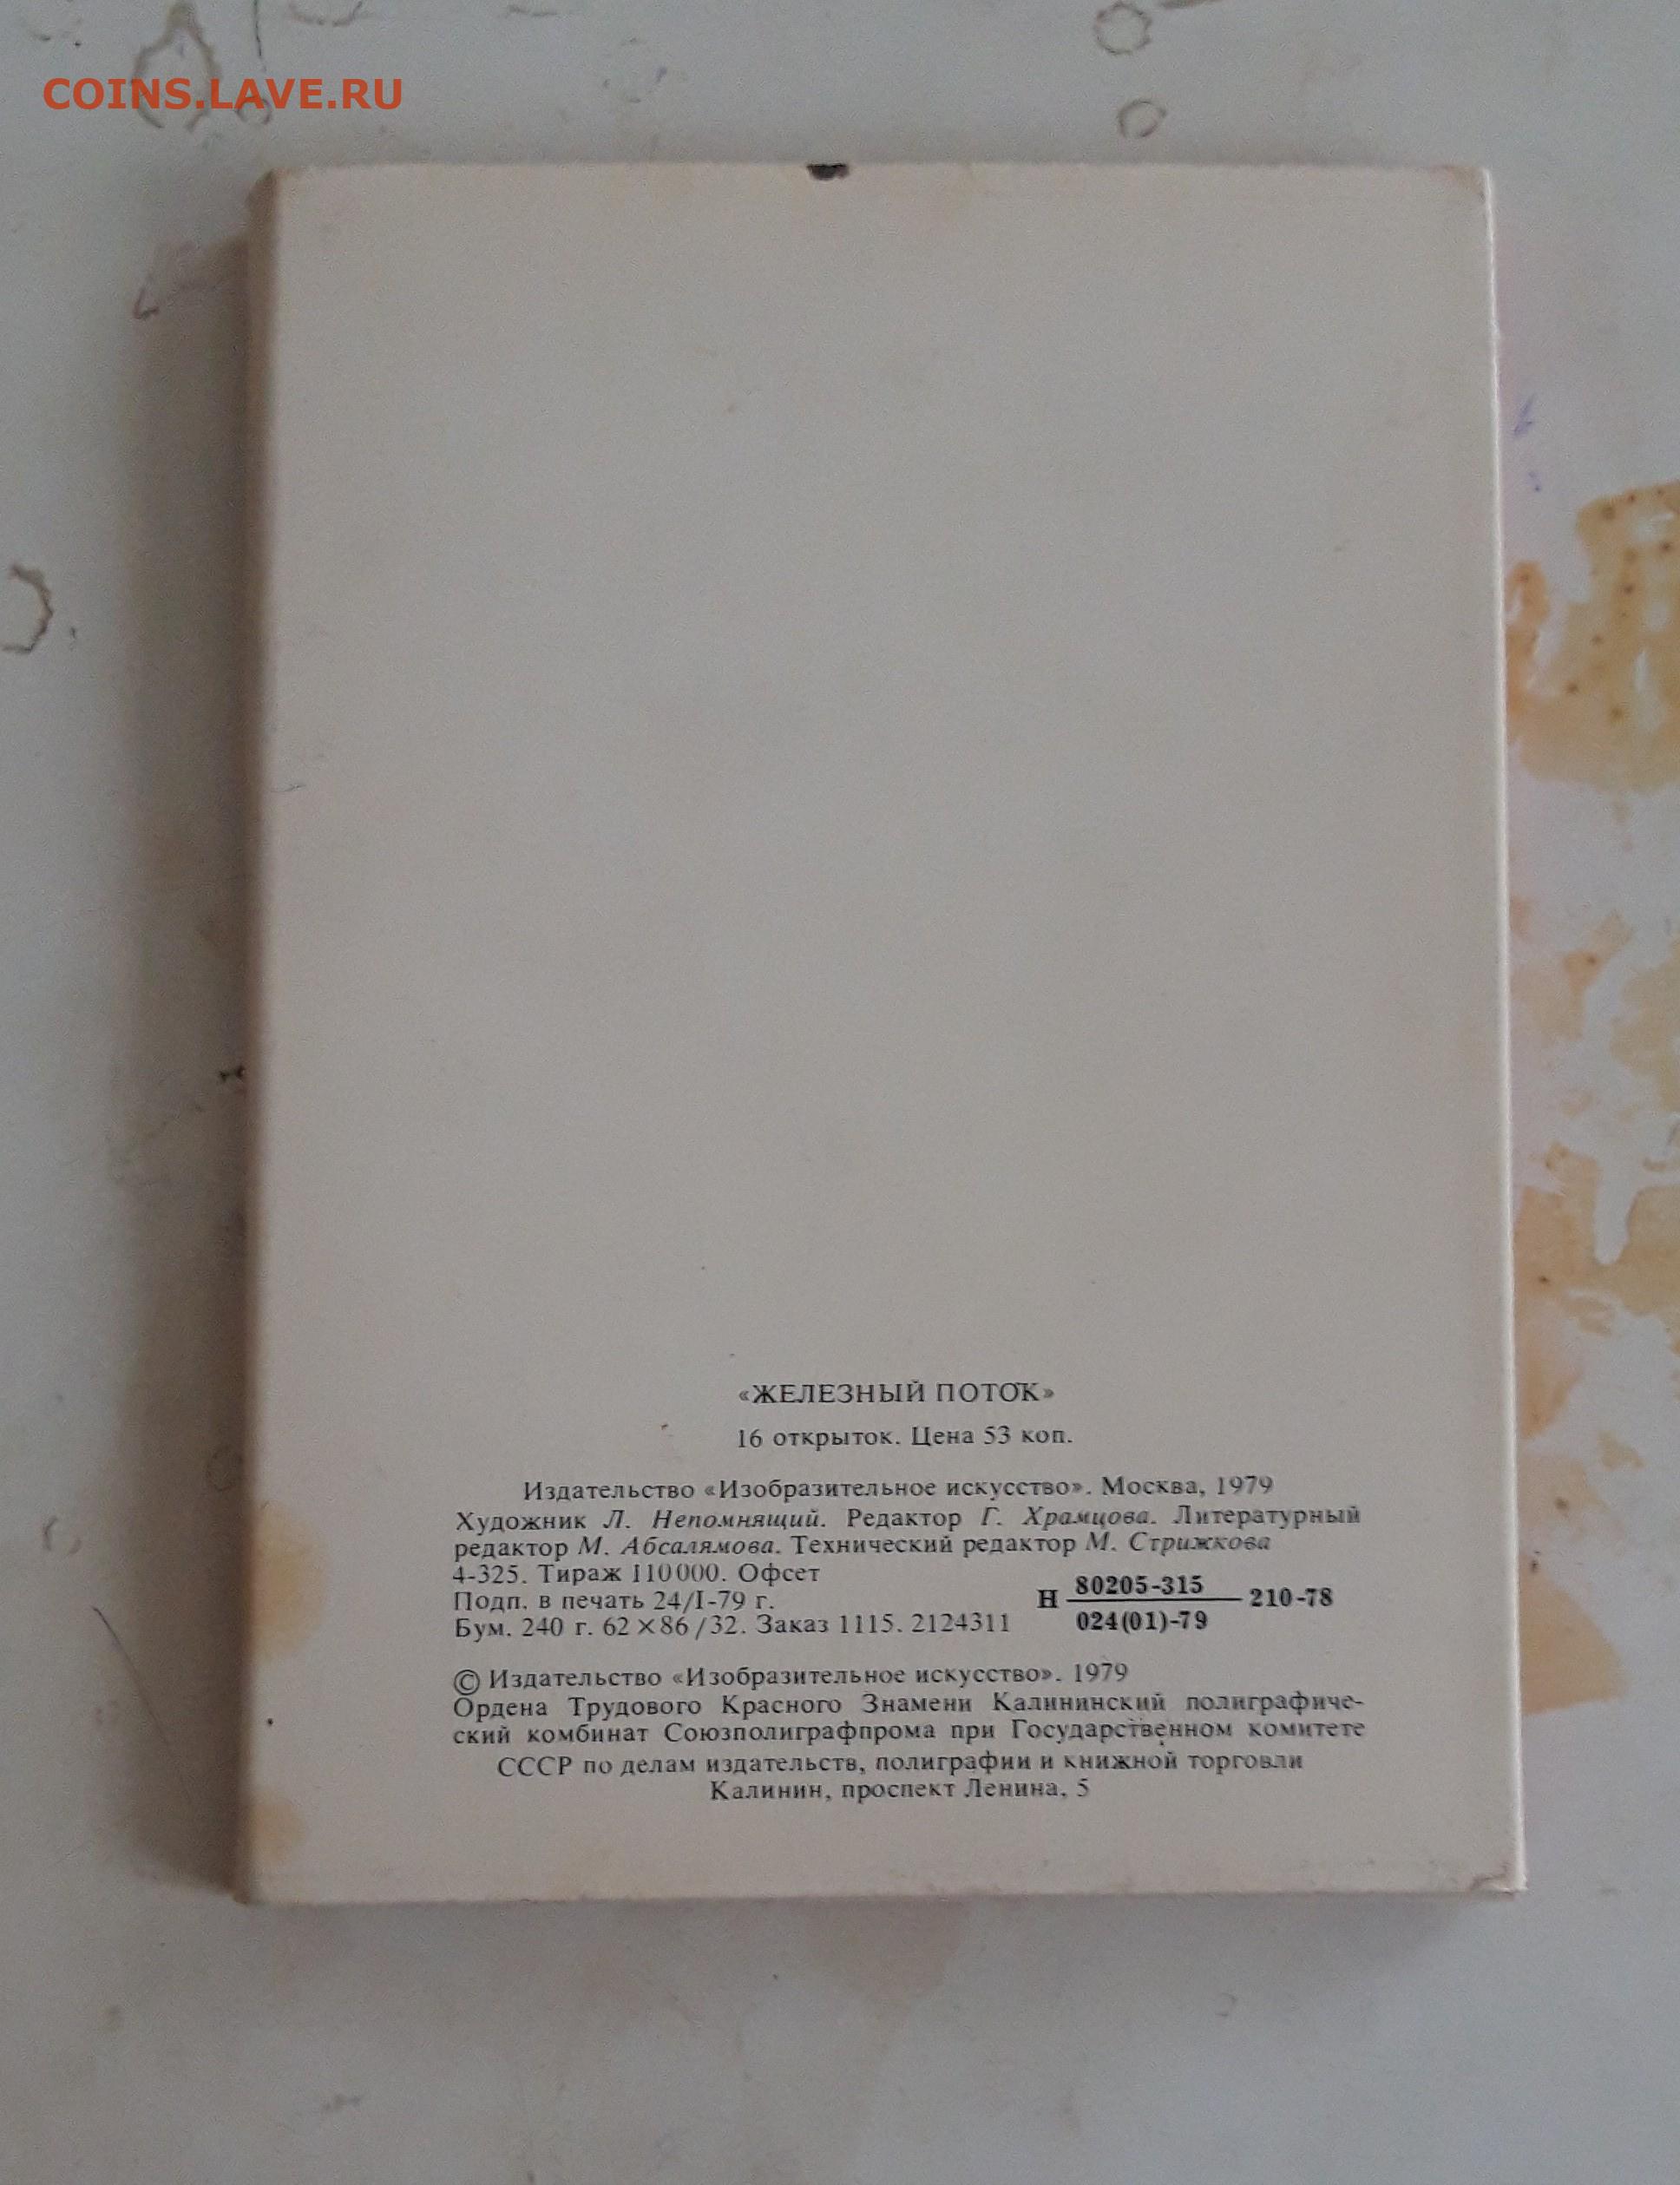 COINS.LAVE.RU
«ЖЕЛЕЗНЫЙ ПОТОК»
16 открыток. Цена 53 коп.
Издательство «Изобразительное искусство». Москва, 1979
Художник Л. Непомнящий. Редактор Г. Храмцова. Литературный
редактор М. Абсалямова. Технический редактор М. Стрижкова
4-325. Тираж 110 000. Офсет
Подп. в печать 24/I-79 г.
Бум. 240 г. 62×86/32. Заказ 1115. 2124311
Н 80205-315 210-78
024(01)-79
© Издательство «Изобразительное искусство». 1979
Ордена Трудового Красного Знамени Калининский полиграфиче-
ский комбинат Союзполиграфпрома при Государственном комитете
СССР по делам издательств, полиграфии и книжной торговли
Калинин, проспект Ленина, 5